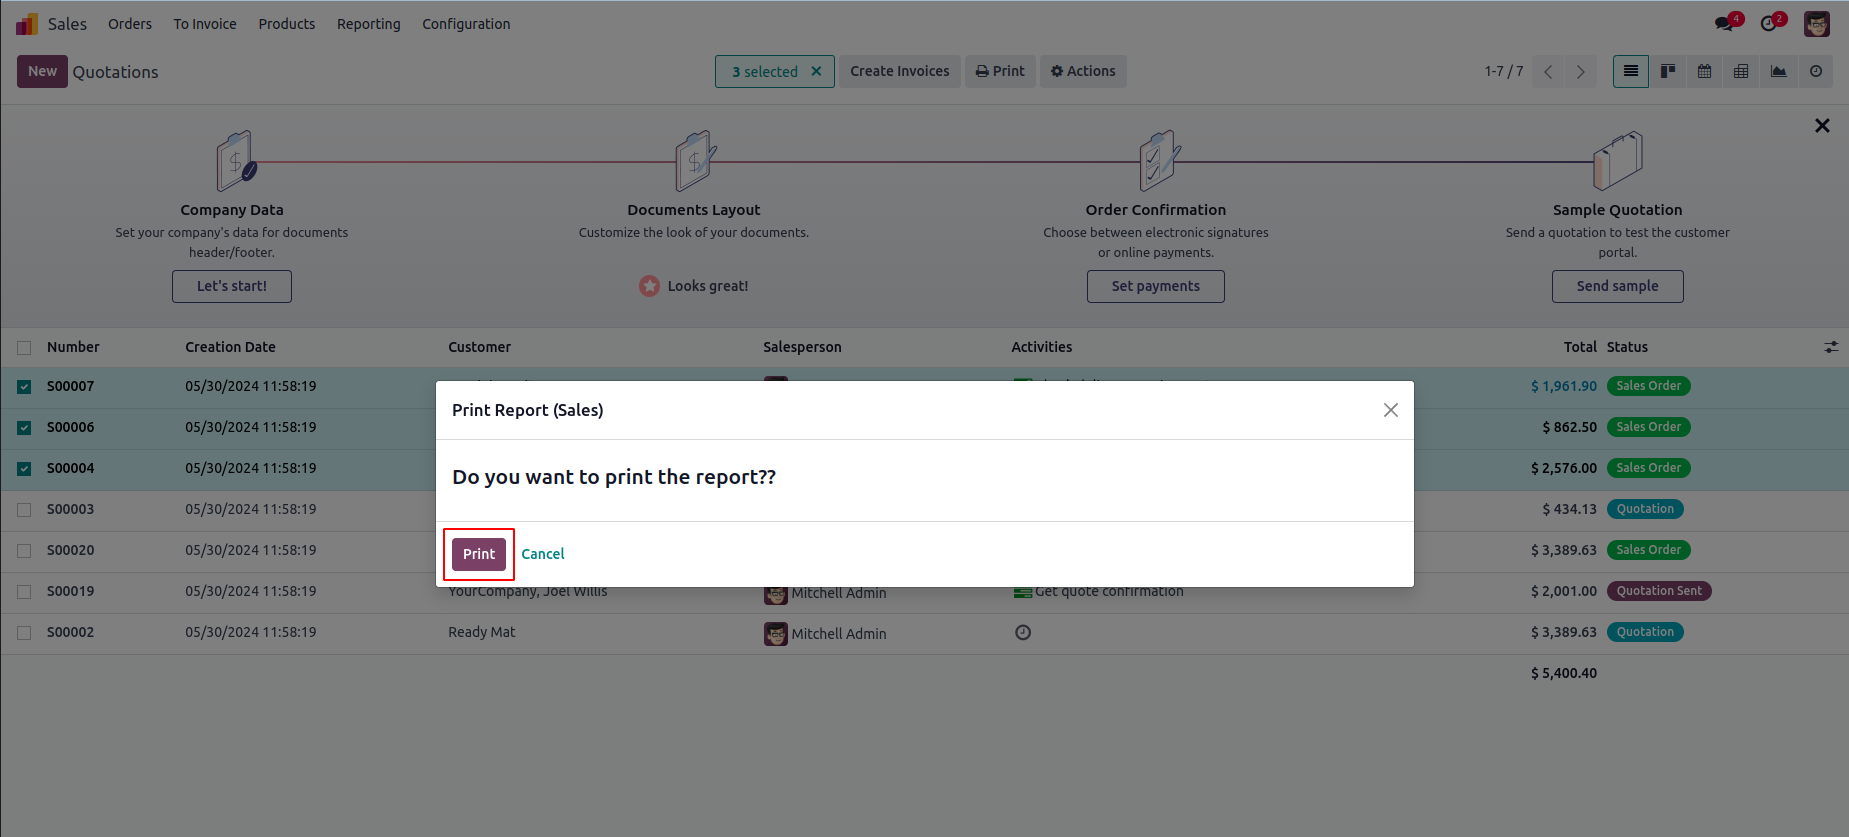 Sales Orders To Invoice Products Reporting Configuration 4 2
New Quotations 3 selected Create Invoices Print Actions 1-7 / 7
Company Data Documents Layout Order Confirmation Sample Quotation
Set your company's data for documents Customize the look of your documents. Choose between electronic signatures Send a quotation to test the customer
header/footer. or online payments. portal.
Let's start! Looks great! Set payments Send sample
Number Creation Date Customer Salesperson Activities Total Status
S00007 05/30/2024 11:58:19 $ 1,961.90 Sales Order
Print Report (Sales)
S00006 05/30/2024 11:58:19 $ 862.50 Sales Order
S00004 05/30/2024 11:58:19 $ 2,576.00 Sales Order
Do you want to print the report??
S00003 05/30/2024 11:58:19 $ 434.13 Quotation
S00020 05/30/2024 11:58:19 $ 3,389.63 Sales Order
Print Cancel
S00019 05/30/2024 11:58:19 YourCompany, Joel Willis Mitchell Admin Get quote confirmation $ 2,001.00 Quotation Sent
S00002 05/30/2024 11:58:19 Ready Mat Mitchell Admin $ 3,389.63 Quotation
$ 5,400.40